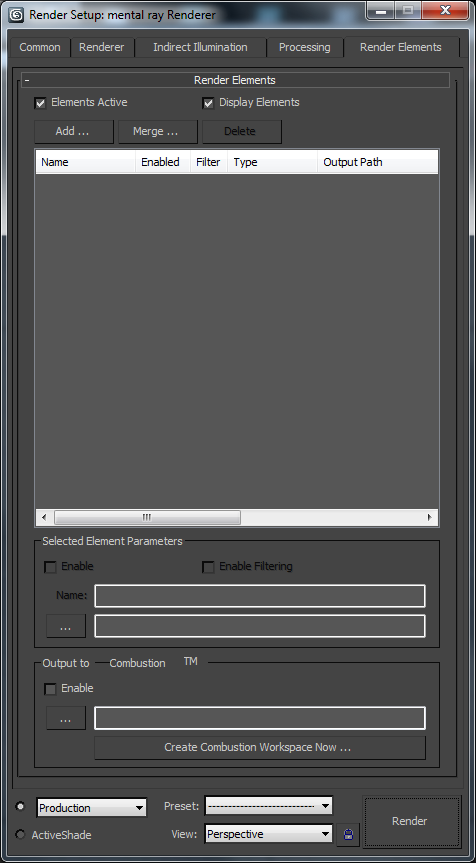 Render Setup: mental ray Renderer
Common Renderer Indirect Illumination Processing Render Elements
- Render Elements
Elements Active Display Elements
Add ... Merge ... Delete
Name Enabled Filter Type Output Path
Selected Element Parameters
Enable Enable Filtering
Name:
...
Output to Combustion TM
Enable
...
Create Combustion Workspace Now ...
Production Preset: --------------------------
ActiveShade View: Perspective
Render